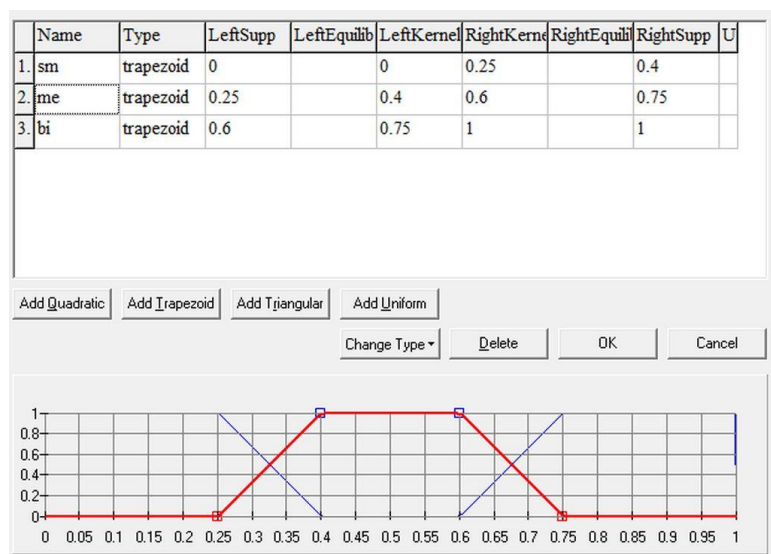 Name Type LeftSupp LeftEquilib LeftKernel RightKerne RightEquilil RightSupp U
1. sm trapezoid 0 0 0.25 0.4
2. me trapezoid 0.25 0.4 0.6 0.75
3. bi trapezoid 0.6 0.75 1 1
Add Quadratic Add Trapezoid Add Triangular Add Uniform
Change Type Delete OK Cancel
1
0.8
0.6
0.4
0.2
0
0 0.05 0.1 0.15 0.2 0.25 0.3 0.35 0.4 0.45 0.5 0.55 0.6 0.65 0.7 0.75 0.8 0.85 0.9 0.95 1